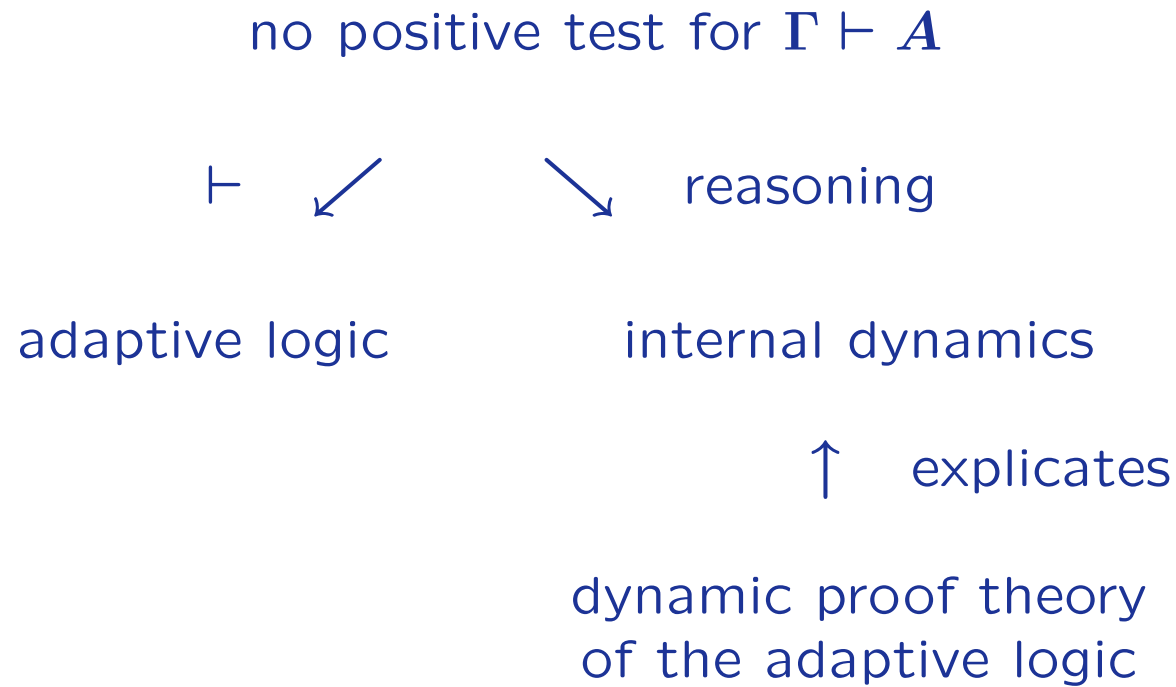 no positive test for Γ ⊢ A
⊢ ↙ ↘ reasoning
adaptive logic internal dynamics
↑ explicates
dynamic proof theory
of the adaptive logic